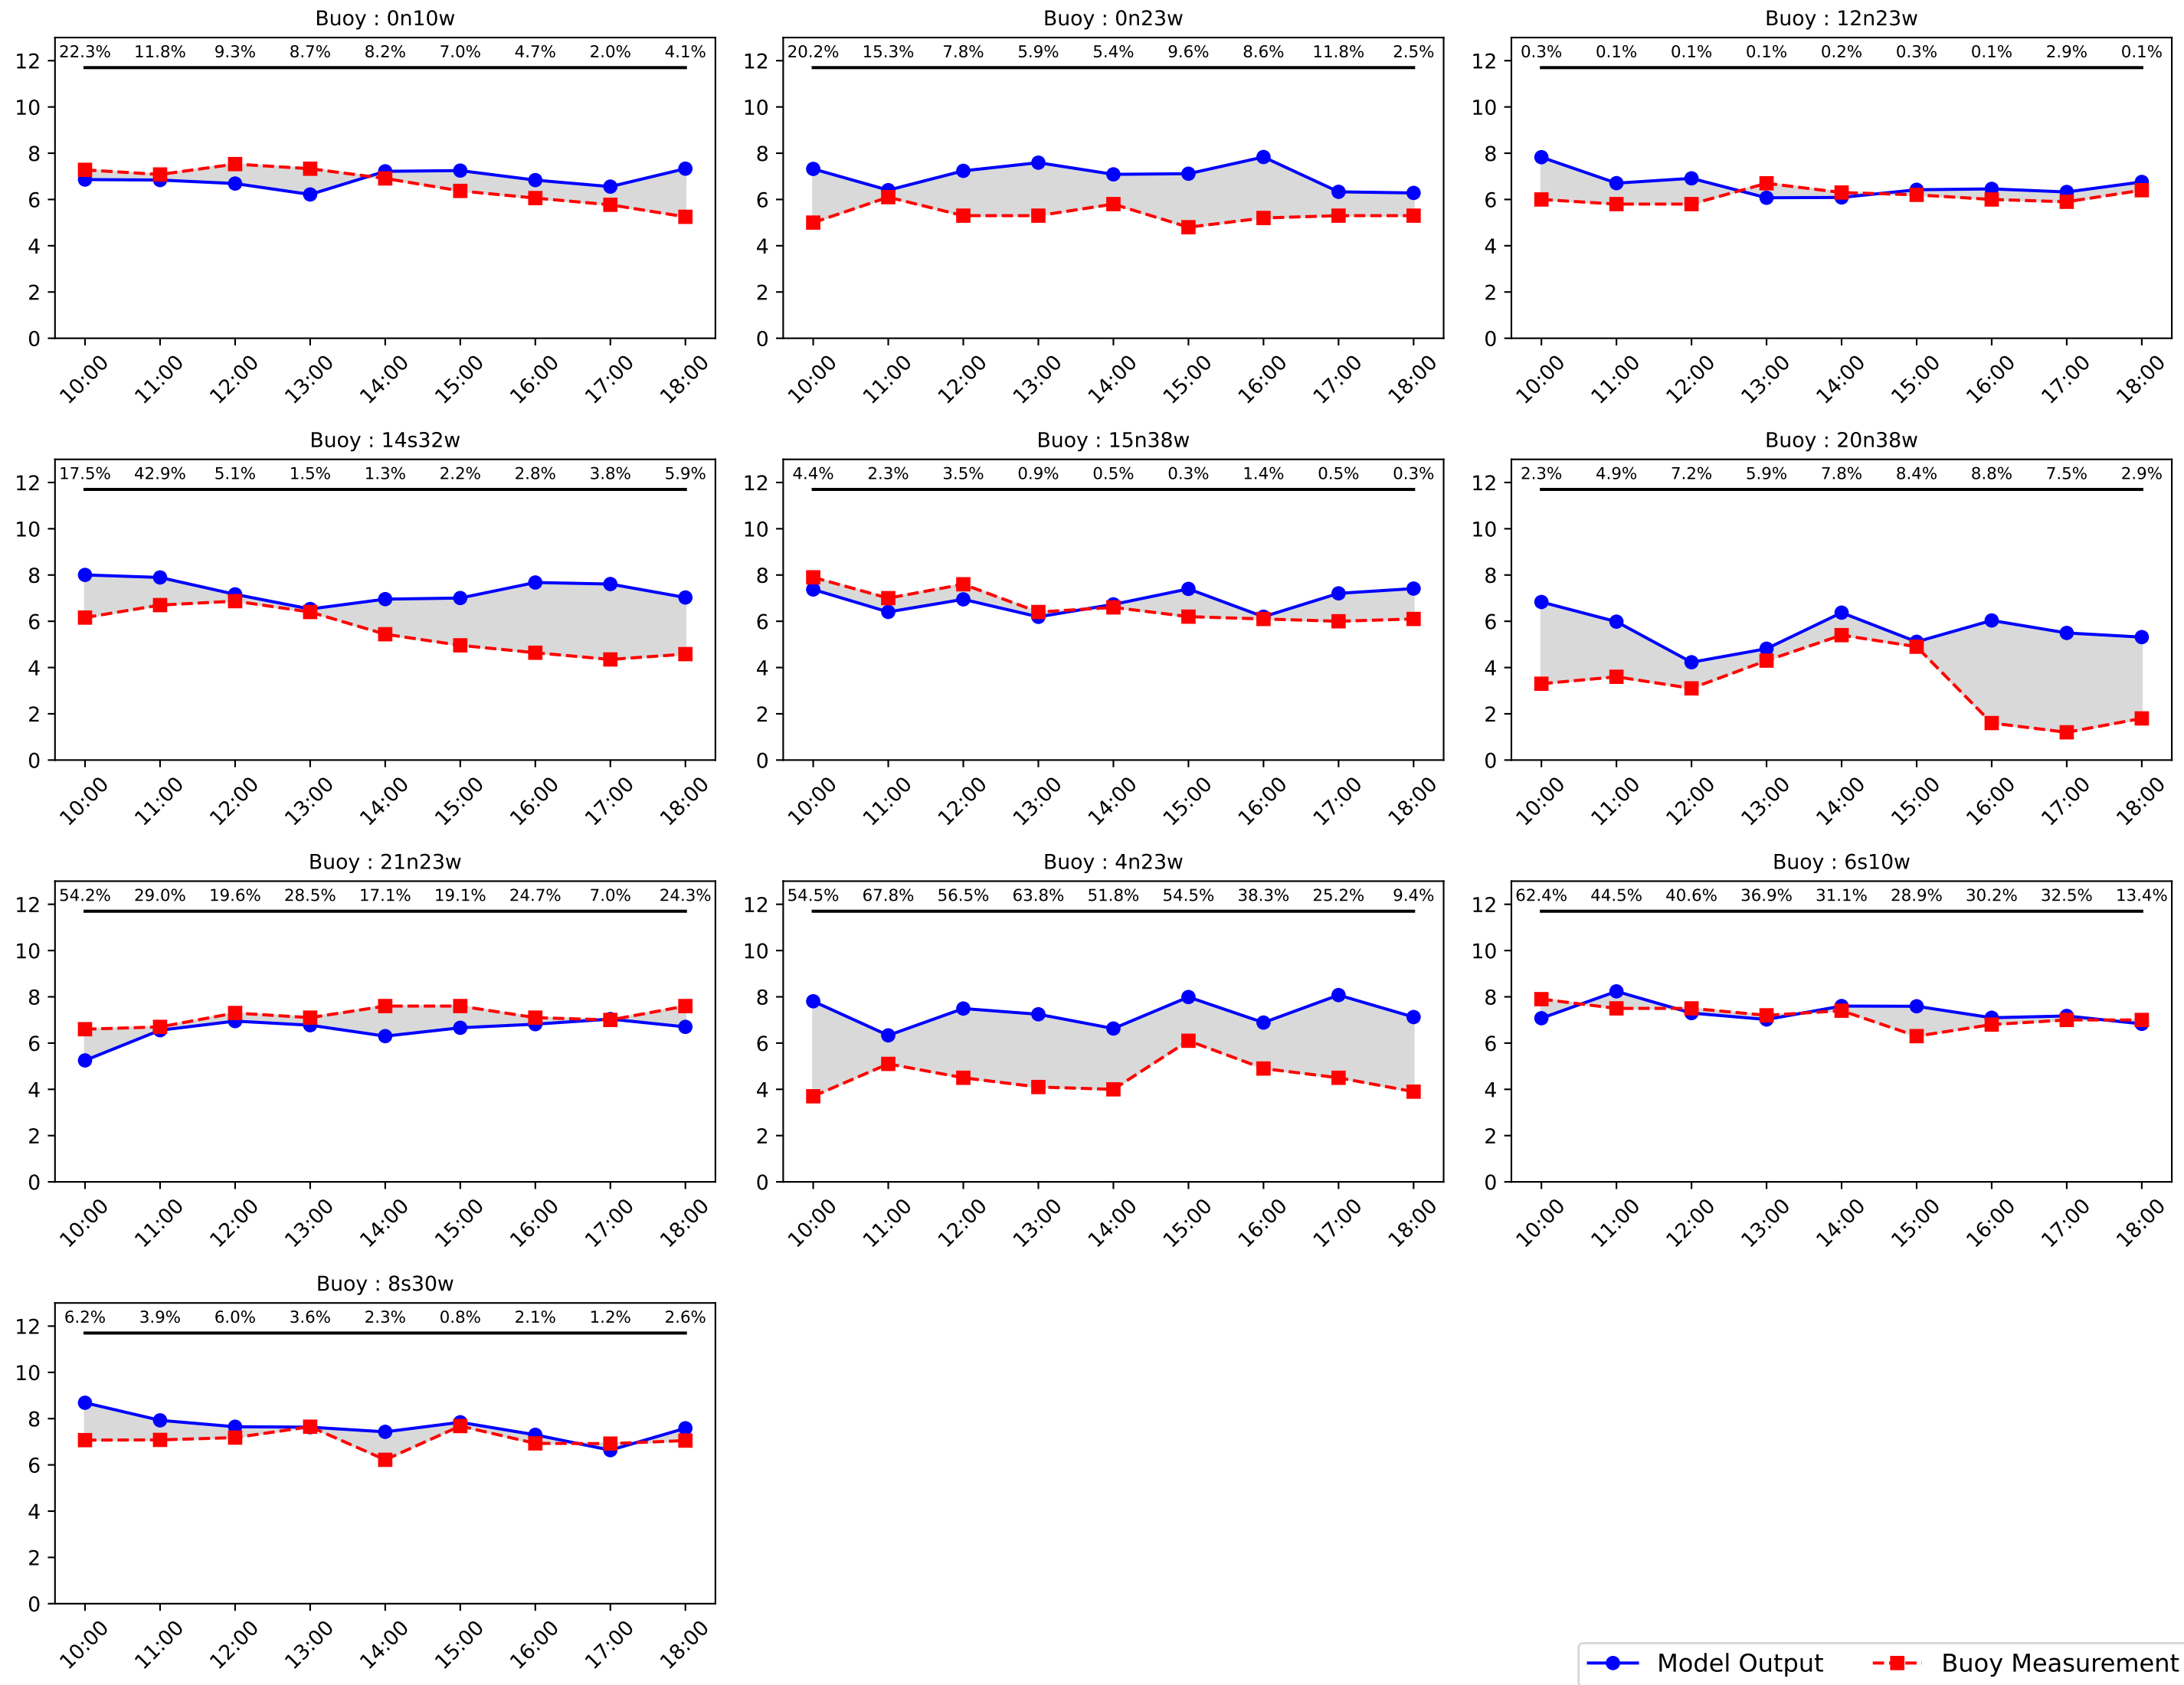 Buoy : 0n10w
22.3% 11.8% 9.3% 8.7% 8.2% 7.0% 4.7% 2.0% 4.1%
12
10
8
6
4
2
0
10:00 11:00 12:00 13:00 14:00 15:00 16:00 17:00 18:00
Buoy : 0n23w
20.2% 15.3% 7.8% 5.9% 5.4% 9.6% 8.6% 11.8% 2.5%
12
10
8
6
4
2
0
10:00 11:00 12:00 13:00 14:00 15:00 16:00 17:00 18:00
Buoy : 12n23w
0.3% 0.1% 0.1% 0.1% 0.2% 0.3% 0.1% 2.9% 0.1%
12
10
8
6
4
2
0
10:00 11:00 12:00 13:00 14:00 15:00 16:00 17:00 18:00
Buoy : 14s32w
17.5% 42.9% 5.1% 1.5% 1.3% 2.2% 2.8% 3.8% 5.9%
12
10
8
6
4
2
0
10:00 11:00 12:00 13:00 14:00 15:00 16:00 17:00 18:00
Buoy : 15n38w
4.4% 2.3% 3.5% 0.9% 0.5% 0.3% 1.4% 0.5% 0.3%
12
10
8
6
4
2
0
10:00 11:00 12:00 13:00 14:00 15:00 16:00 17:00 18:00
Buoy : 20n38w
2.3% 4.9% 7.2% 5.9% 7.8% 8.4% 8.8% 7.5% 2.9%
12
10
8
6
4
2
0
10:00 11:00 12:00 13:00 14:00 15:00 16:00 17:00 18:00
Buoy : 21n23w
54.2% 29.0% 19.6% 28.5% 17.1% 19.1% 24.7% 7.0% 24.3%
12
10
8
6
4
2
0
10:00 11:00 12:00 13:00 14:00 15:00 16:00 17:00 18:00
Buoy : 4n23w
54.5% 67.8% 56.5% 63.8% 51.8% 54.5% 38.3% 25.2% 9.4%
12
10
8
6
4
2
0
10:00 11:00 12:00 13:00 14:00 15:00 16:00 17:00 18:00
Buoy : 6s10w
62.4% 44.5% 40.6% 36.9% 31.1% 28.9% 30.2% 32.5% 13.4%
12
10
8
6
4
2
0
10:00 11:00 12:00 13:00 14:00 15:00 16:00 17:00 18:00
Buoy : 8s30w
6.2% 3.9% 6.0% 3.6% 2.3% 0.8% 2.1% 1.2% 2.6%
12
10
8
6
4
2
0
10:00 11:00 12:00 13:00 14:00 15:00 16:00 17:00 18:00
Model Output Buoy Measurement